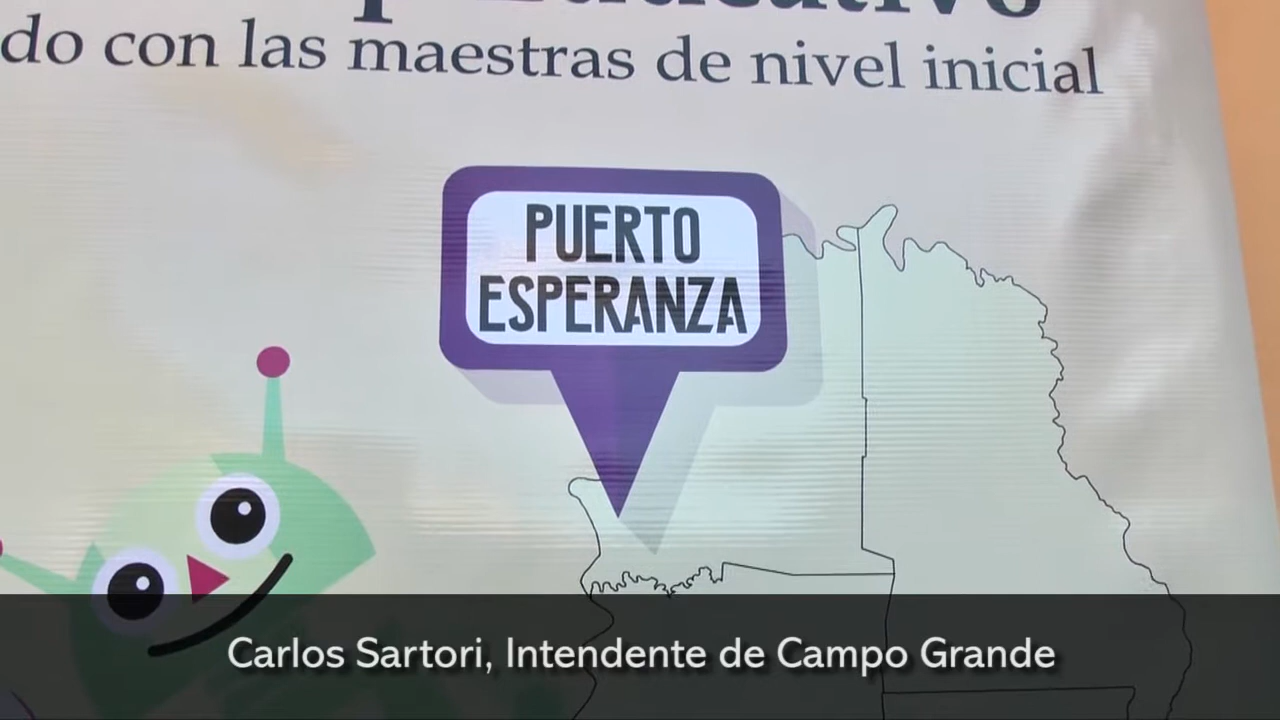 do con las maestras de nivel inicial
PUERTO
ESPERANZA
Carlos Sartori, Intendente de Campo Grande